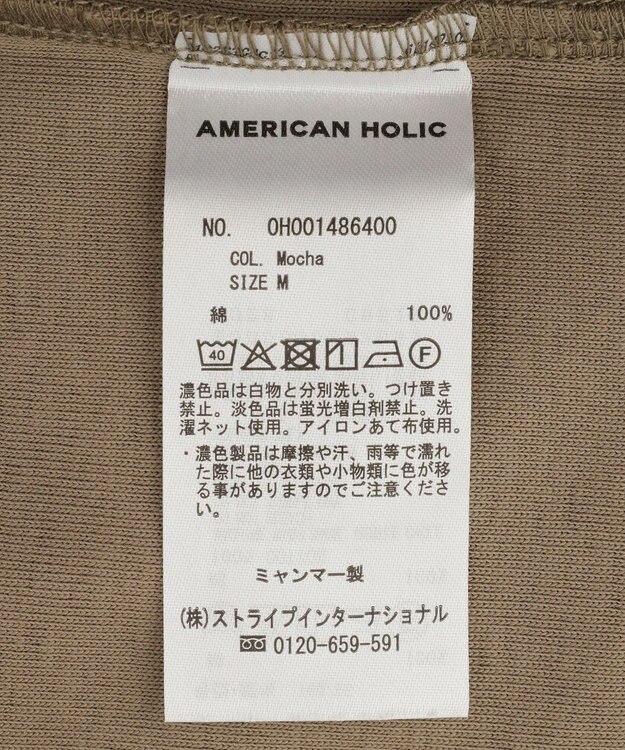 AMERICAN HOLIC
NO. 0H001486400
COL. Mocha
SIZE M
綿 100%
40 F
濃色品は白物と分別洗い。つけ置き
禁止。淡色品は蛍光増白剤禁止。洗
濯ネット使用。アイロンあて布使用。
・濃色製品は摩擦や汗、雨等で濡れ
た際に他の衣類や小物類に色が移
る事がありますのでご注意くださ
い。
ミャンマー製
(株)ストライプインターナショナル
0120-659-591